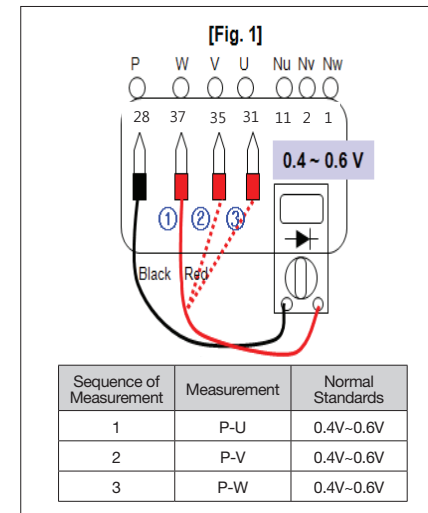 [Fig. 1]
P W V U Nu Nv Nw
28 37 35 31 11 2 1
0.4 ~ 0.6 V
① ② ③
Black Red
Sequence of Measurement Measurement Normal Standards
1 P-U 0.4V~0.6V
2 P-V 0.4V~0.6V
3 P-W 0.4V~0.6V